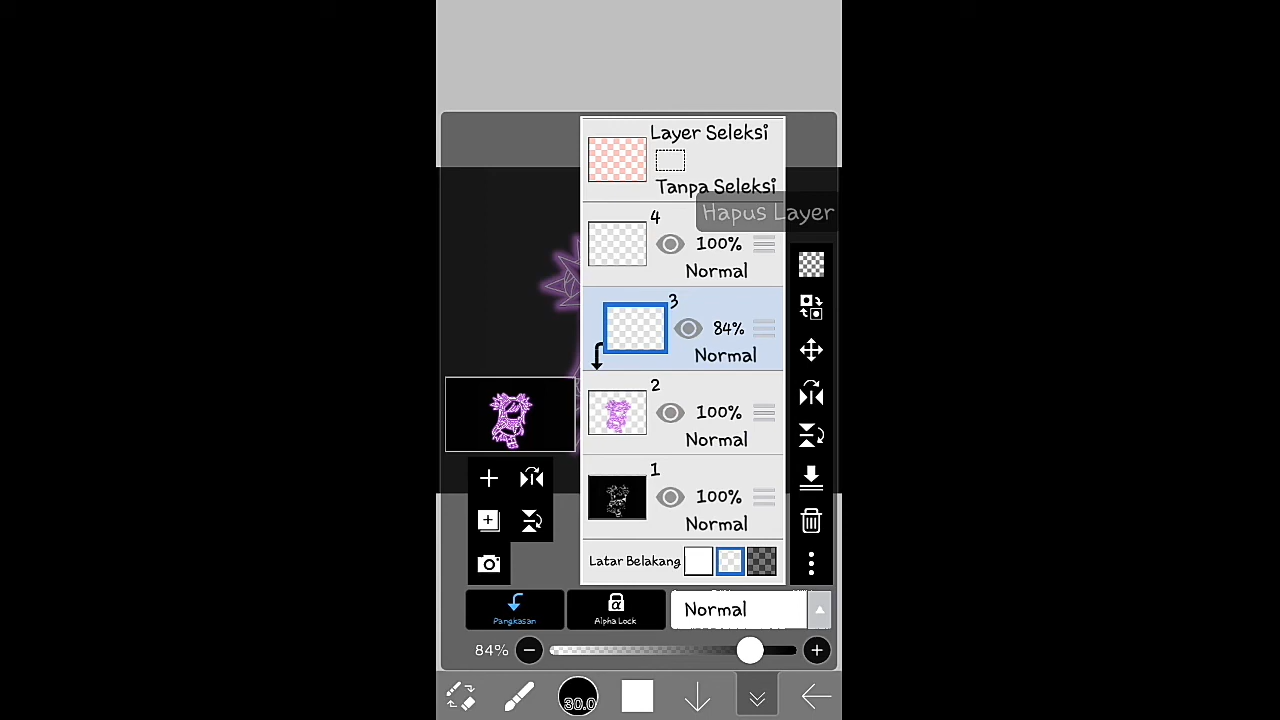 Layer Seleksi
Tanpa Seleksi
Hapus Layer
4
100%
Normal
3
84%
Normal
2
100%
Normal
1
100%
Normal
Latar Belakang
Pangkasan
α
Alpha Lock
Normal
84%
30.0